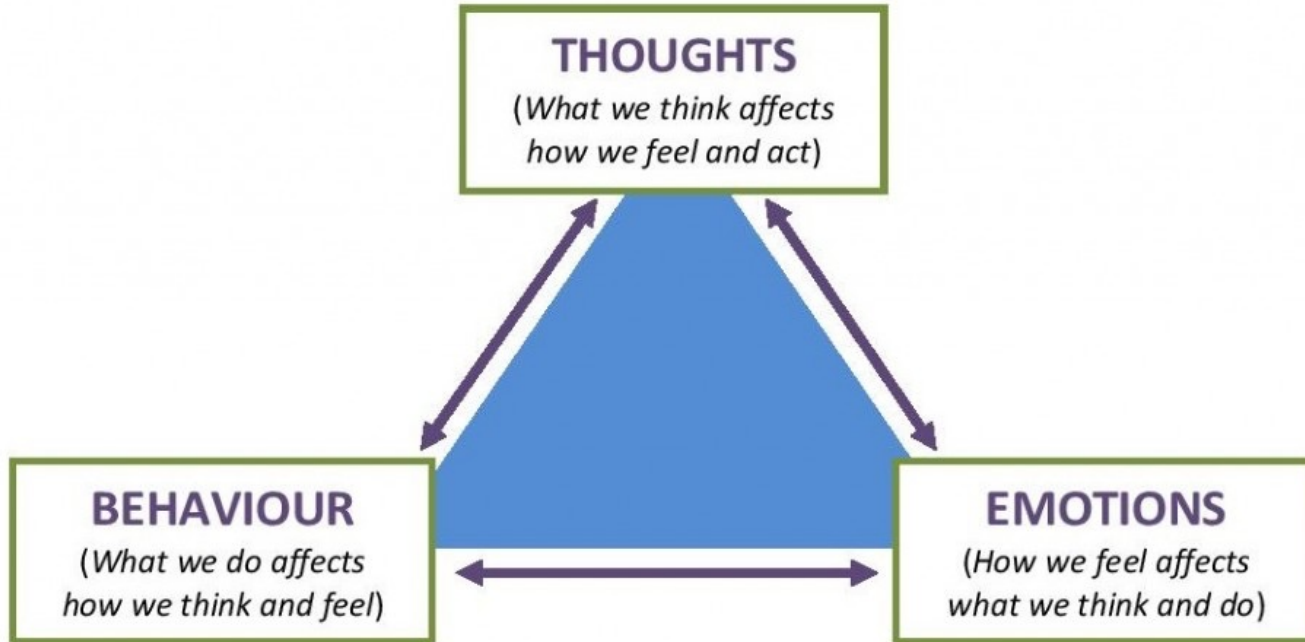 THOUGHTS
(What we think affects
how we feel and act)
BEHAVIOUR
(What we do affects
how we think and feel)
EMOTIONS
(How we feel affects
what we think and do)